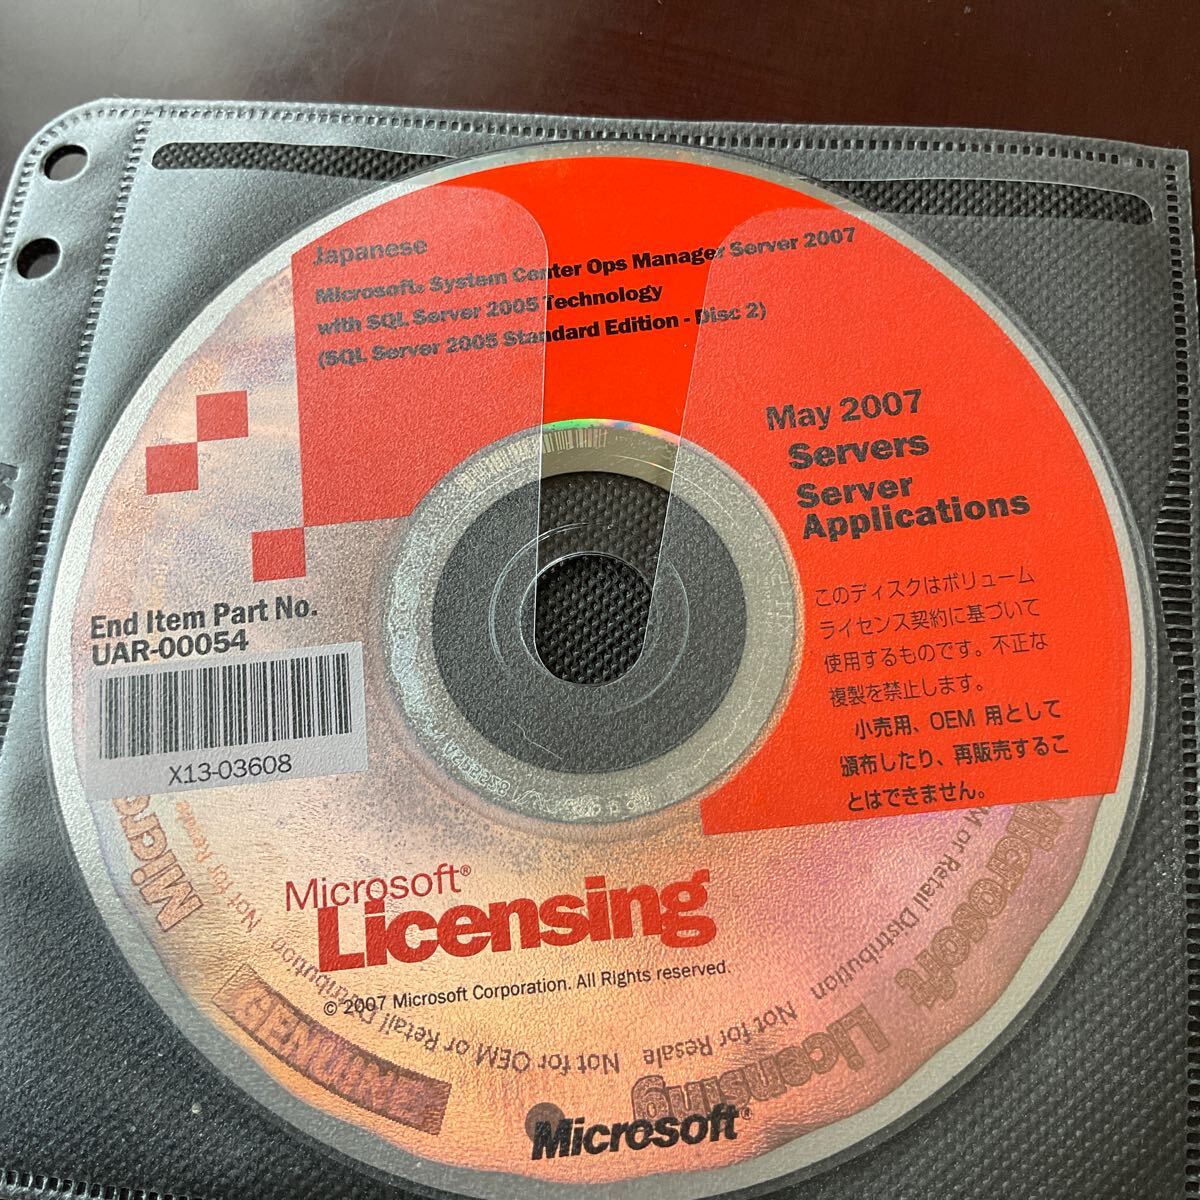 Japanese
Microsoft® System Center Ops Manager Server 2007
with SQL Server 2005 Technology
(SQL Server 2005 Standard Edition - Disc 2)
May 2007
Servers
Server
Applications
End Item Part No.
UAR-00054
X13-03608
このディスクはボリューム
ライセンス契約に基づいて
使用するものです。不正な
複製を禁止します。
小売用、OEM 用として
頒布したり、再販売するこ
とはできません。
Microsoft®
Licensing
© 2007 Microsoft Corporation. All Rights reserved.
Not for Resale Not for OEM or Retail Distribution
Microsoft Licensing
Microsoft®